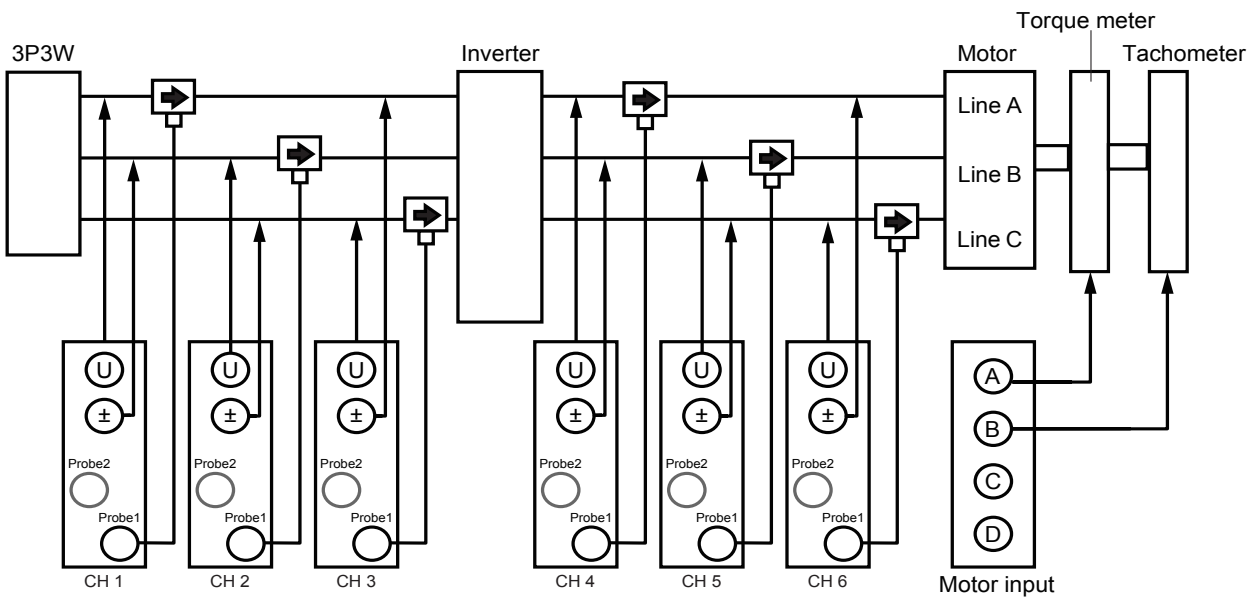 Torque meter
3P3W
Inverter
Motor
Tachometer
Line A
Line B
Line C
U
±
Probe2
Probe1
CH 1
U
±
Probe2
Probe1
CH 2
U
±
Probe2
Probe1
CH 3
U
±
Probe2
Probe1
CH 4
U
±
Probe2
Probe1
CH 5
U
±
Probe2
Probe1
CH 6
A
B
C
D
Motor input